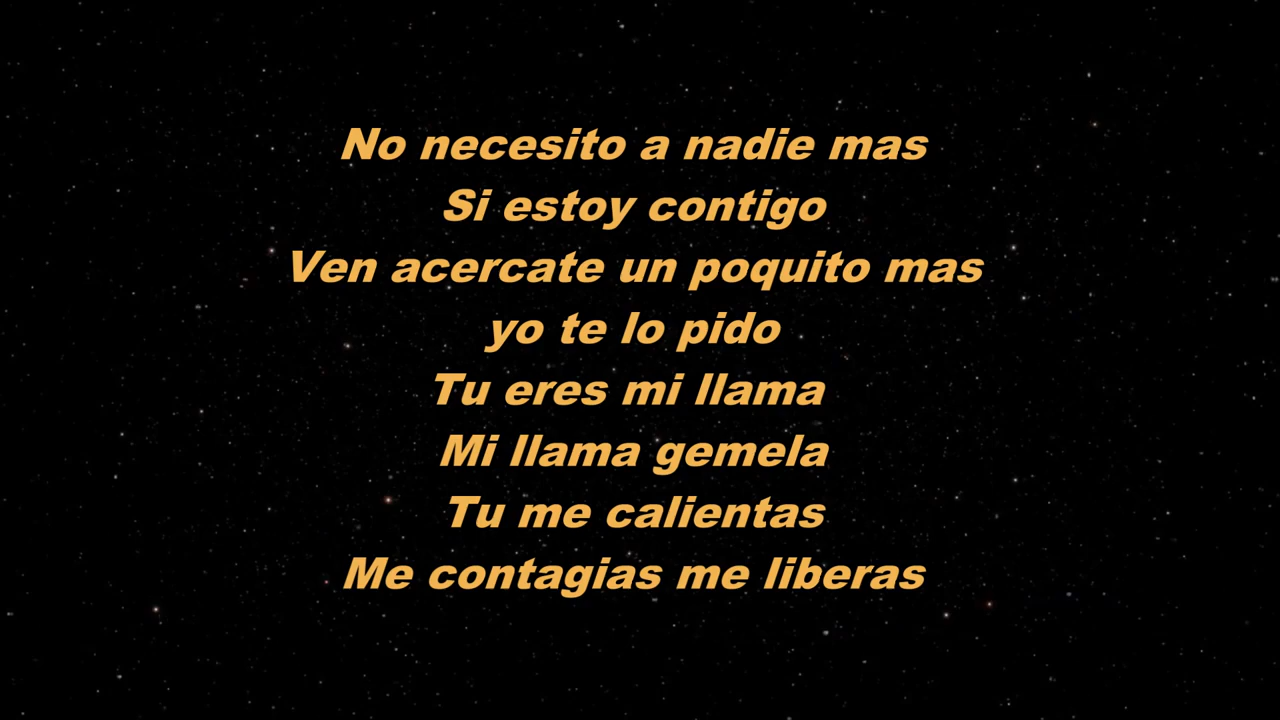 No necesito a nadie mas
Si estoy contigo
Ven acercate un poquito mas
yo te lo pido
Tu eres mi llama
Mi llama gemela
Tu me calientas
Me contagias me liberas